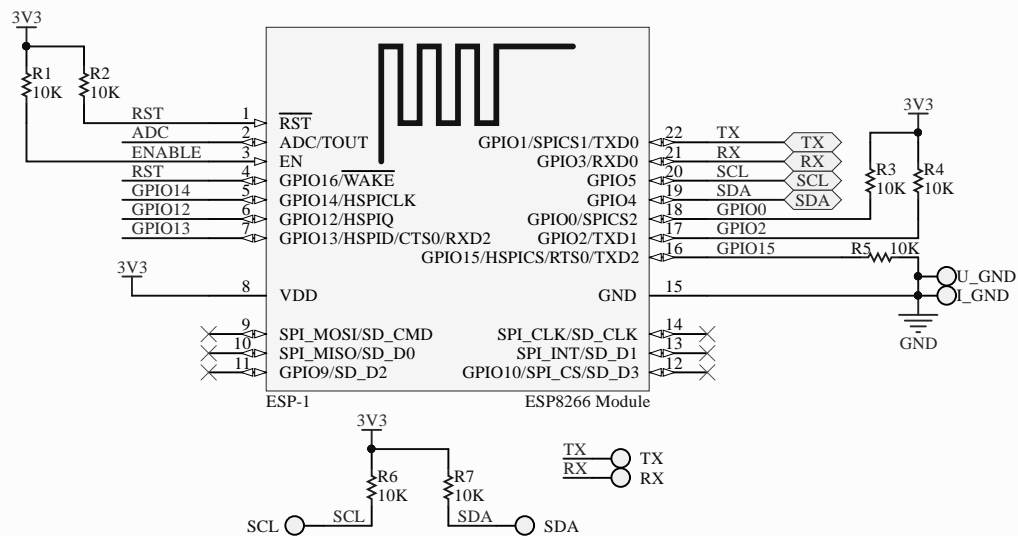 3V3
R1
10K
R2
10K
RST
1
RST
ADC
2
ADC/TOUT
ENABLE
3
EN
RST
4
GPIO16/WAKE
GPIO14
5
GPIO14/HSPICLK
GPIO12
6
GPIO12/HSPIQ
GPIO13
7
GPIO13/HSPID/CTS0/RXD2
3V3
8
VDD
9
SPI_MOSI/SD_CMD
10
SPI_MISO/SD_D0
11
GPIO9/SD_D2
GPIO1/SPICS1/TXD0
22
TX
TX
GPIO3/RXD0
21
RX
RX
GPIO5
20
SCL
SCL
GPIO4
19
SDA
SDA
GPIO0/SPICS2
18
GPIO0
GPIO2/TXD1
17
GPIO2
GPIO15/HSPICS/RTS0/TXD2
16
GPIO15
3V3
R3
10K
R4
10K
R5
10K
GND
15
U_GND
I_GND
GND
SPI_CLK/SD_CLK
14
SPI_INT/SD_D1
13
GPIO10/SPI_CS/SD_D3
12
ESP-1
ESP8266 Module
3V3
R6
10K
R7
10K
SCL
SCL
SDA
SDA
TX
TX
RX
RX